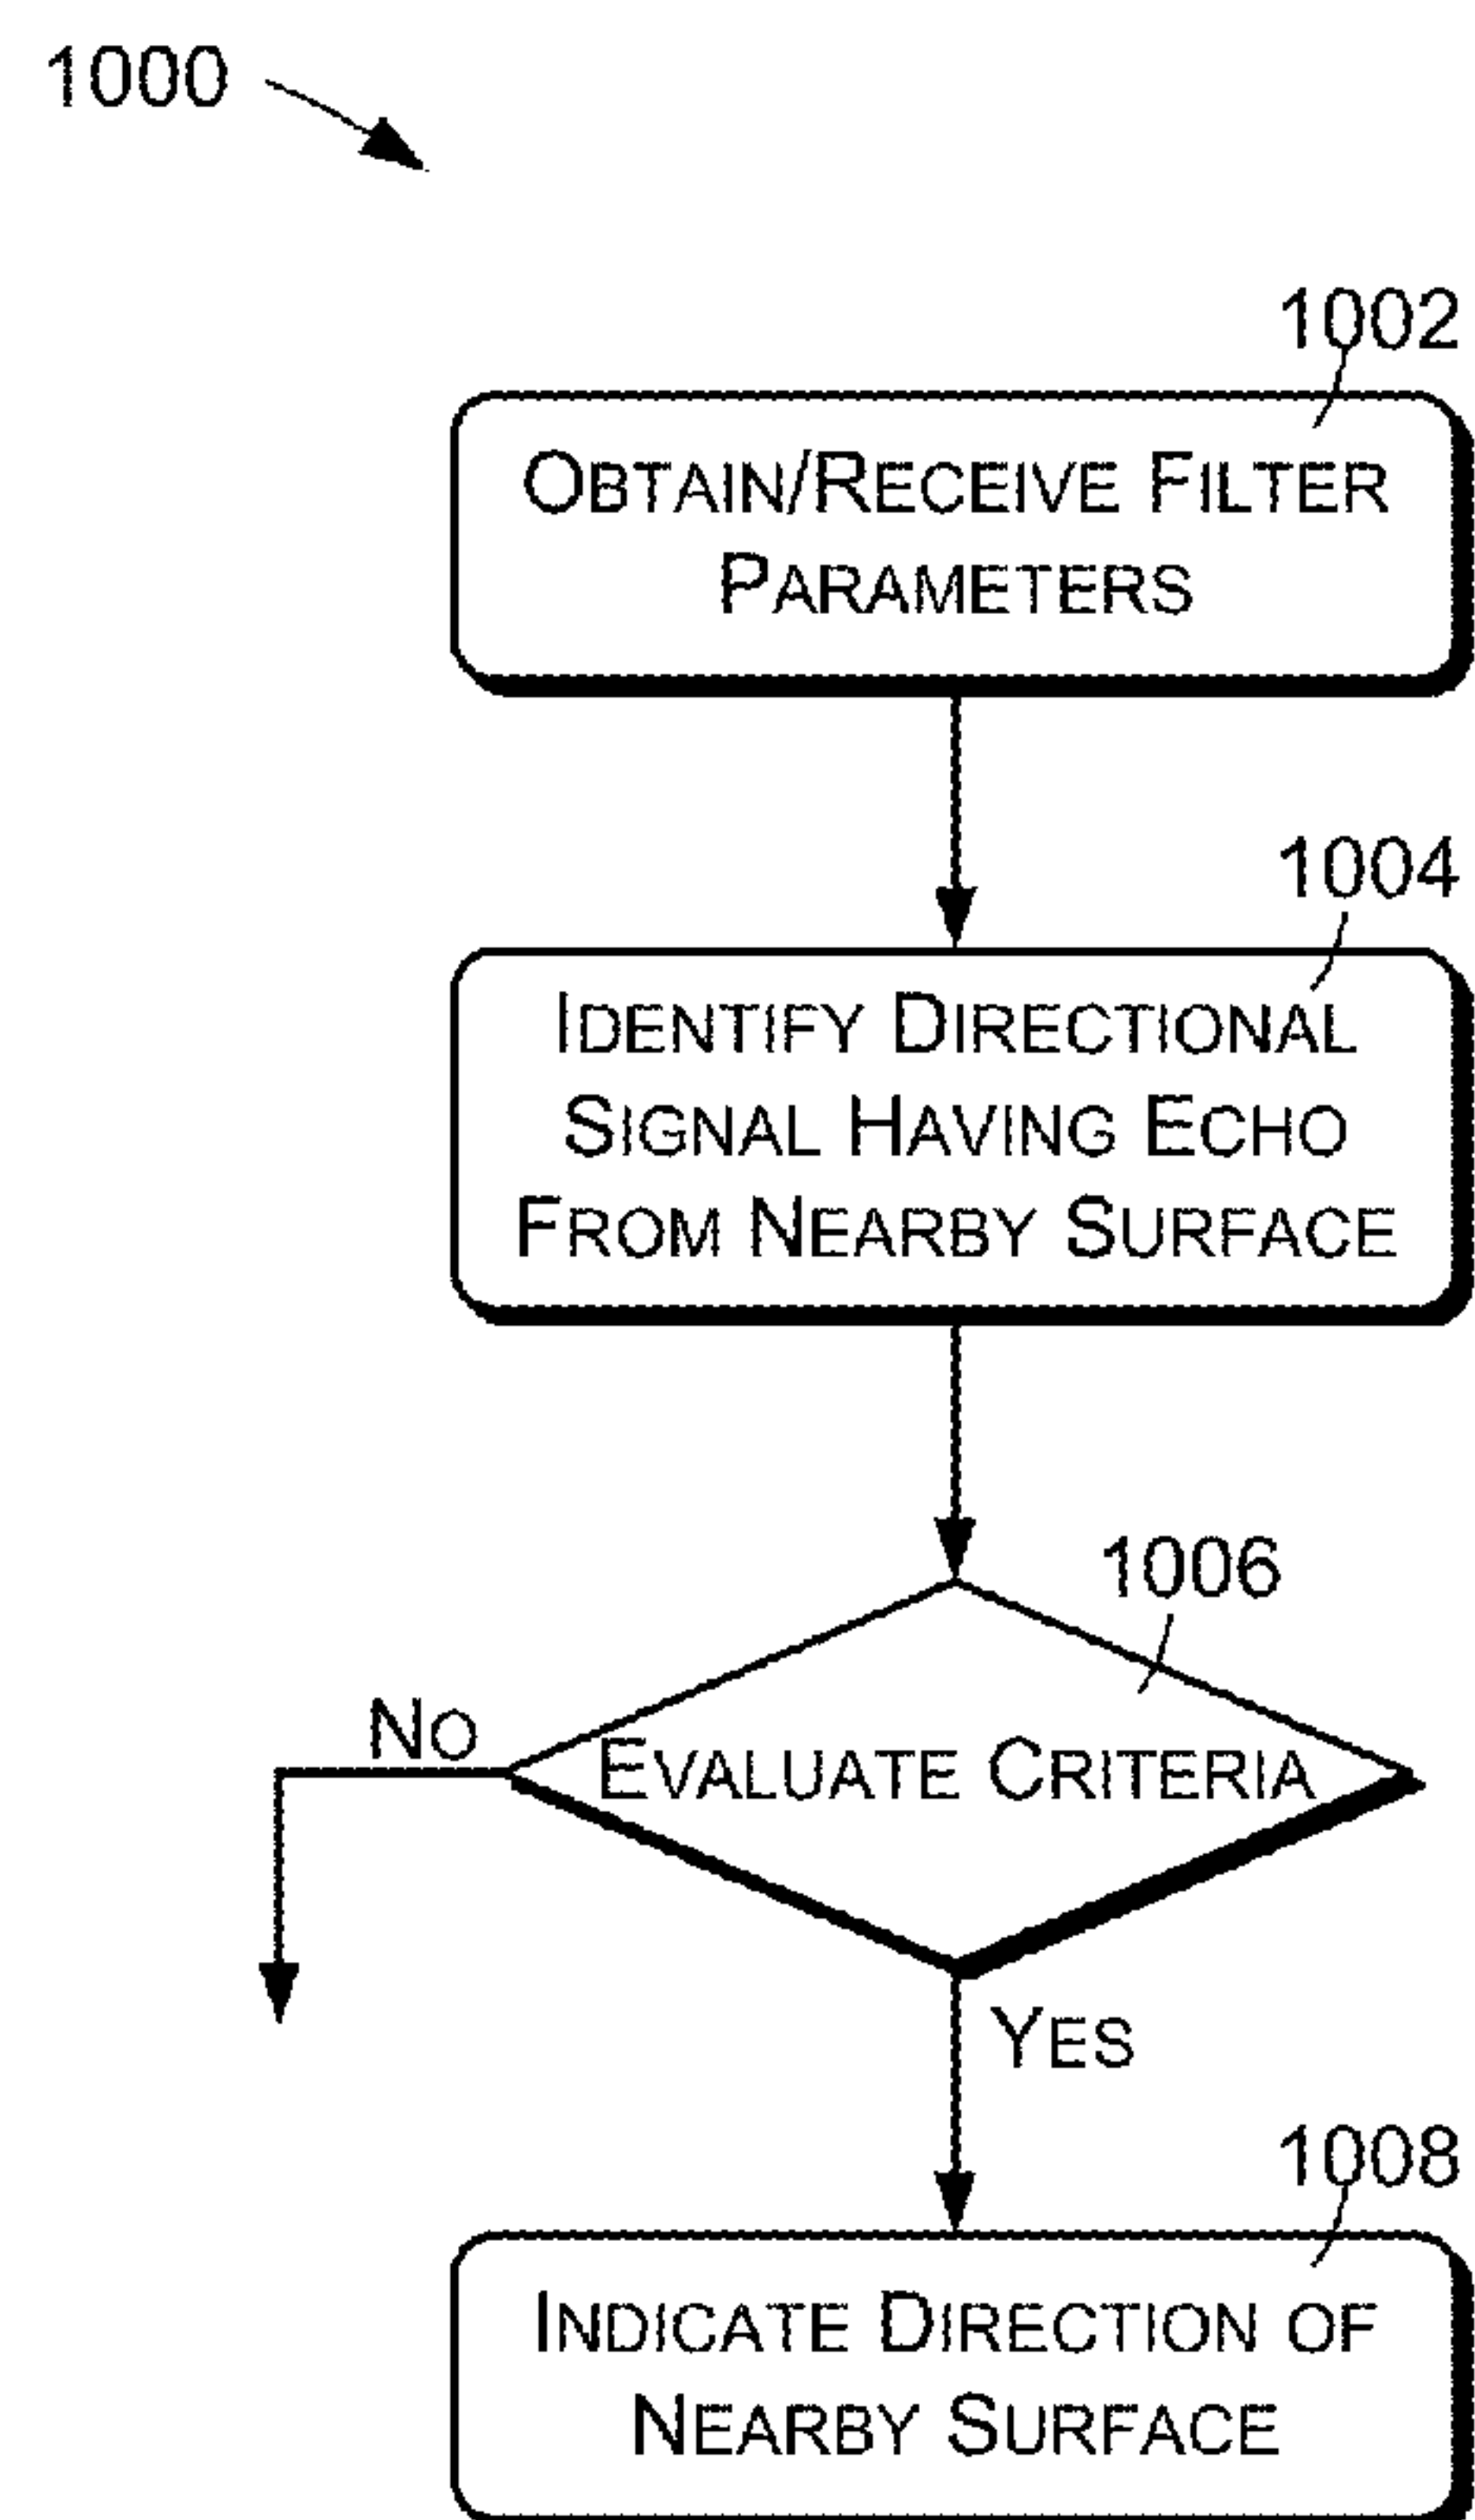 1000
1002
OBTAIN/RECEIVE FILTER
PARAMETERS
1004
IDENTIFY DIRECTIONAL
SIGNAL HAVING ECHO
FROM NEARBY SURFACE
1006
NO
EVALUATE CRITERIA
YES
1008
INDICATE DIRECTION OF
NEARBY SURFACE